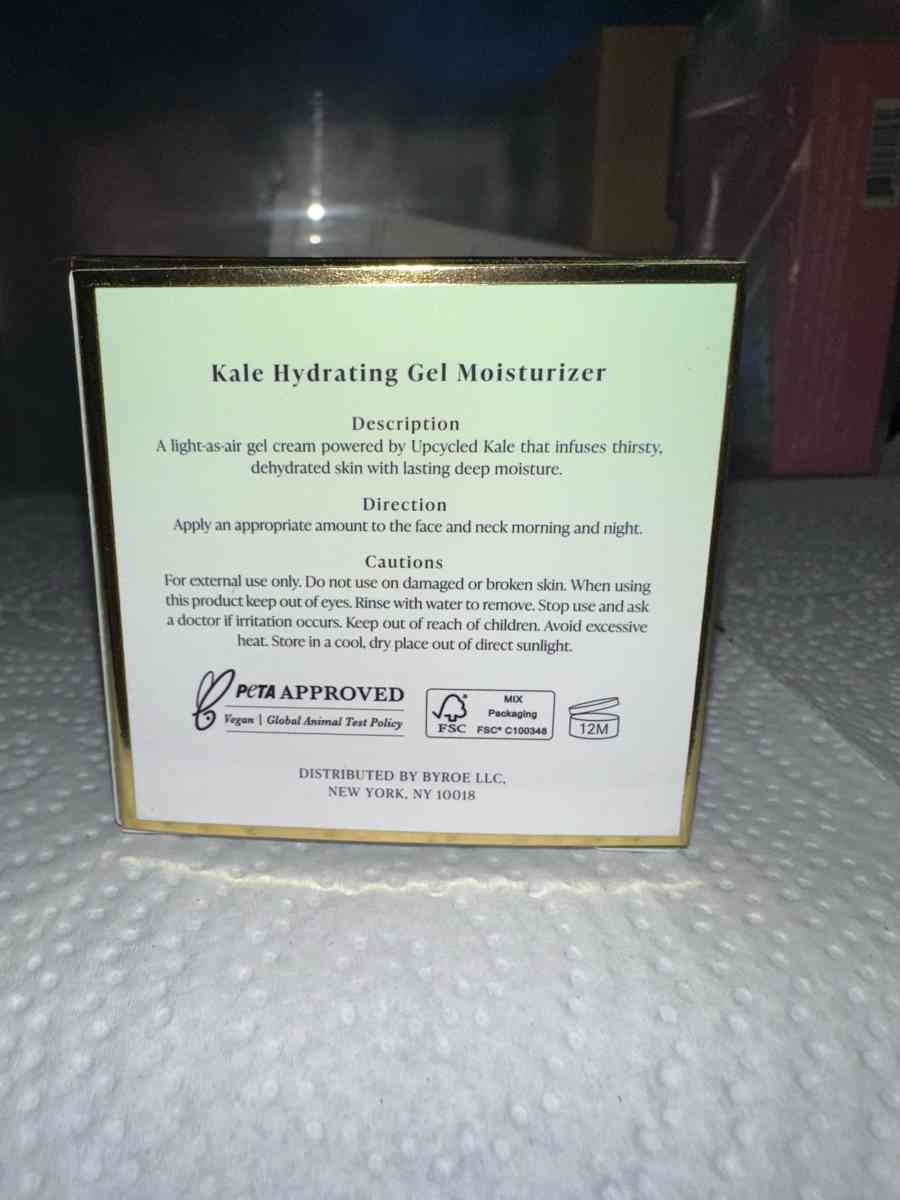 Kale Hydrating Gel Moisturizer
Description
A light-as-air gel cream powered by Upcycled Kale that infuses thirsty,
dehydrated skin with lasting deep moisture.
Direction
Apply an appropriate amount to the face and neck morning and night.
Cautions
For external use only. Do not use on damaged or broken skin. When using
this product keep out of eyes. Rinse with water to remove. Stop use and ask
a doctor if irritation occurs. Keep out of reach of children. Avoid excessive
heat. Store in a cool, dry place out of direct sunlight.
PeTA APPROVED
Vegan | Global Animal Test Policy
FSC
MIX
Packaging
FSC® C100348
12M
DISTRIBUTED BY BYROE LLC,
NEW YORK, NY 10018